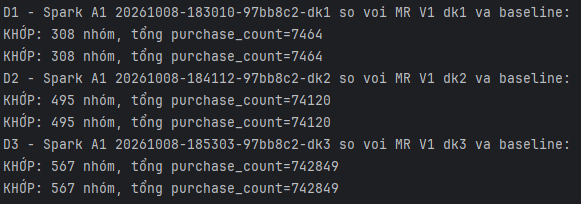 D1 - Spark A1 20261008-183010-97bb8c2-dk1 so voi MR V1 dk1 va baseline:
KHỚP: 308 nhóm, tổng purchase_count=7464
KHỚP: 308 nhóm, tổng purchase_count=7464
D2 - Spark A1 20261008-184112-97bb8c2-dk2 so voi MR V1 dk2 va baseline:
KHỚP: 495 nhóm, tổng purchase_count=74120
KHỚP: 495 nhóm, tổng purchase_count=74120
D3 - Spark A1 20261008-185303-97bb8c2-dk3 so voi MR V1 dk3 va baseline:
KHỚP: 567 nhóm, tổng purchase_count=742849
KHỚP: 567 nhóm, tổng purchase_count=742849